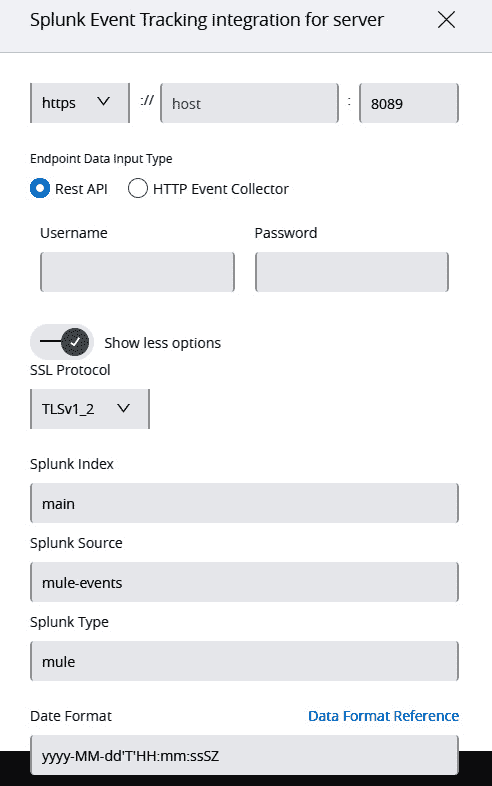 Splunk Event Tracking integration for server
https :// host : 8089
Endpoint Data Input Type
Rest API HTTP Event Collector
Username Password
Show less options
SSL Protocol
TLSv1_2
Splunk Index
main
Splunk Source
mule-events
Splunk Type
mule
Date Format Data Format Reference
yyyy-MM-dd'T'HH:mm:ssSZ